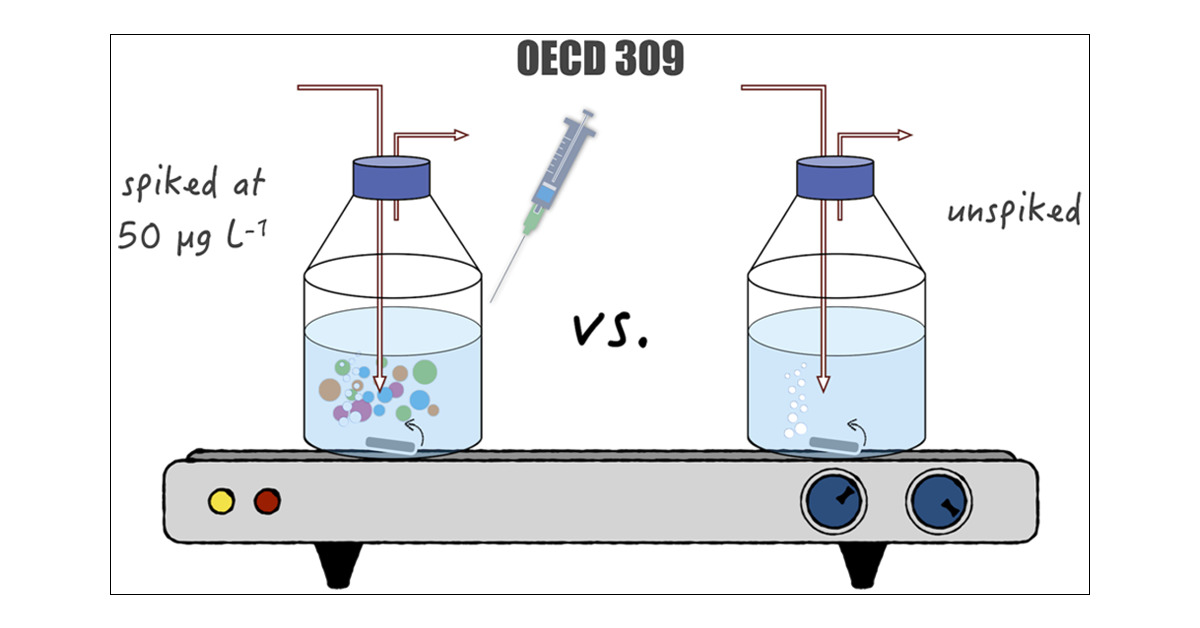 OECD 309
spiked at
50 µg L-1
unspiked
vs.